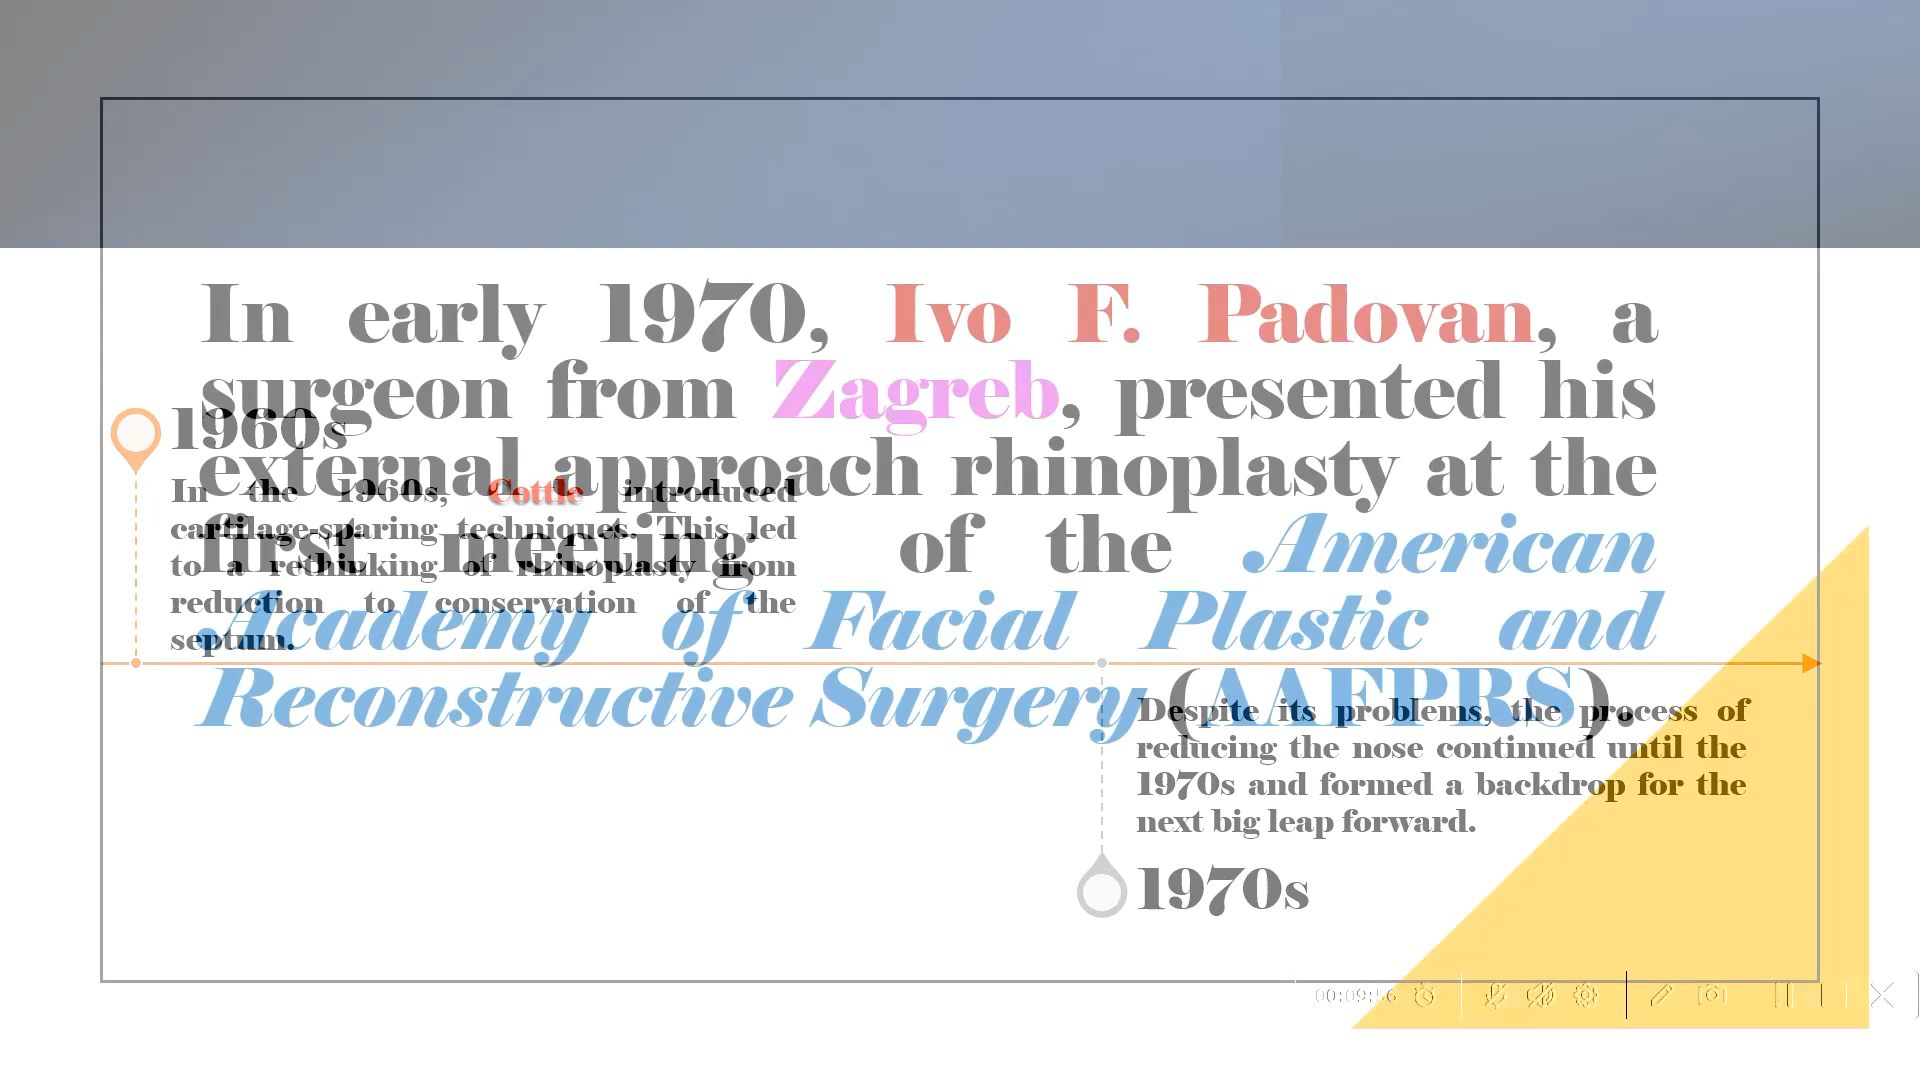 In early 1970, Ivo F. Padovan, a
surgeon from Zagreb, presented his
external approach rhinoplasty at the
first meeting of the American
Academy of Facial Plastic and
Reconstructive Surgery (AAFPRS).
1960s
In the 1960s, Cottle introduced
cartilage-sparing techniques. This led
to a rethinking of rhinoplasty from
reduction to conservation of the
septum.
Despite its problems, the process of
reducing the nose continued until the
1970s and formed a backdrop for the
next big leap forward.
1970s
00:09:56